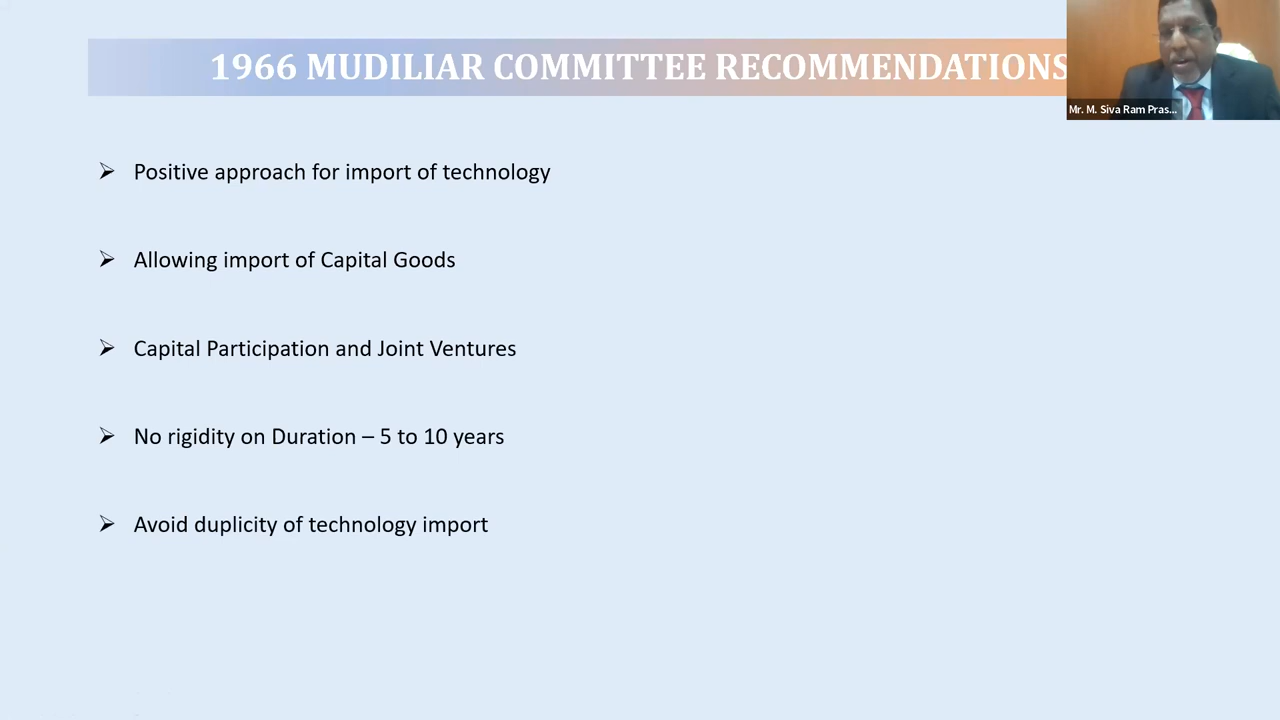 1966 MUDILIAR COMMITTEE RECOMMENDATIONS
Mr. M. Siva Ram Pras...
Positive approach for import of technology
Allowing import of Capital Goods
Capital Participation and Joint Ventures
No rigidity on Duration – 5 to 10 years
Avoid duplicity of technology import